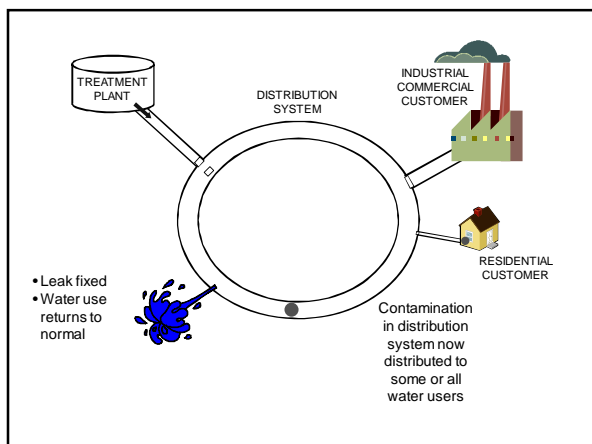 TREATMENT
PLANT
DISTRIBUTION
SYSTEM
INDUSTRIAL
COMMERCIAL
CUSTOMER
RESIDENTIAL
CUSTOMER
• Leak fixed
• Water use
returns to
normal
Contamination
in distribution
system now
distributed to
some or all
water users